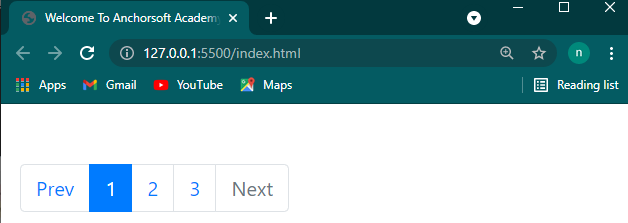 Welcome To Anchorsoft Academy
127.0.0.1:5500/index.html
n
Apps Gmail YouTube Maps Reading list
Prev 1 2 3 Next